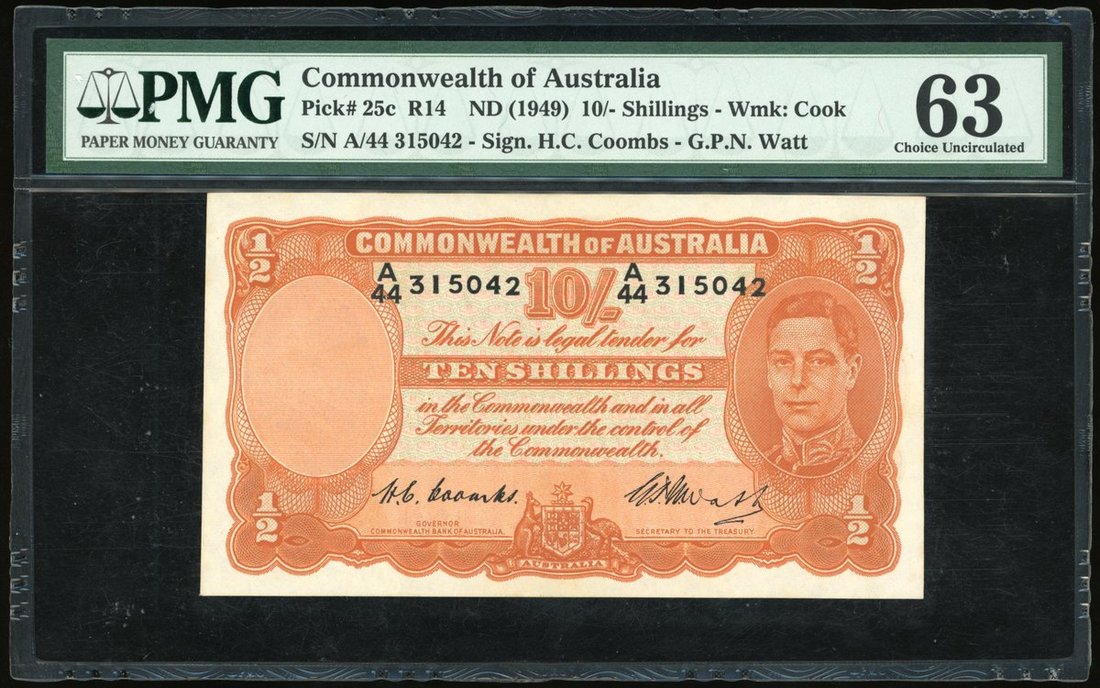 PMG
PAPER MONEY GUARANTY
Commonwealth of Australia
Pick# 25c R14 ND (1949) 10/- Shillings - Wmk: Cook
S/N A/44 315042 - Sign. H.C. Coombs - G.P.N. Watt
63
Choice Uncirculated
1/2
COMMONWEALTH OF AUSTRALIA
1/2
A/44 315042 10/- A/44 315042
This Note is legal tender for
TEN SHILLINGS
in the Commonwealth and in all
Territories under the control of
the Commonwealth.
H.C. Coombs.
G.P.N. Watt
1/2
GOVERNOR
COMMONWEALTH BANK OF AUSTRALIA.
SECRETARY TO THE TREASURY.
1/2
AUSTRALIA